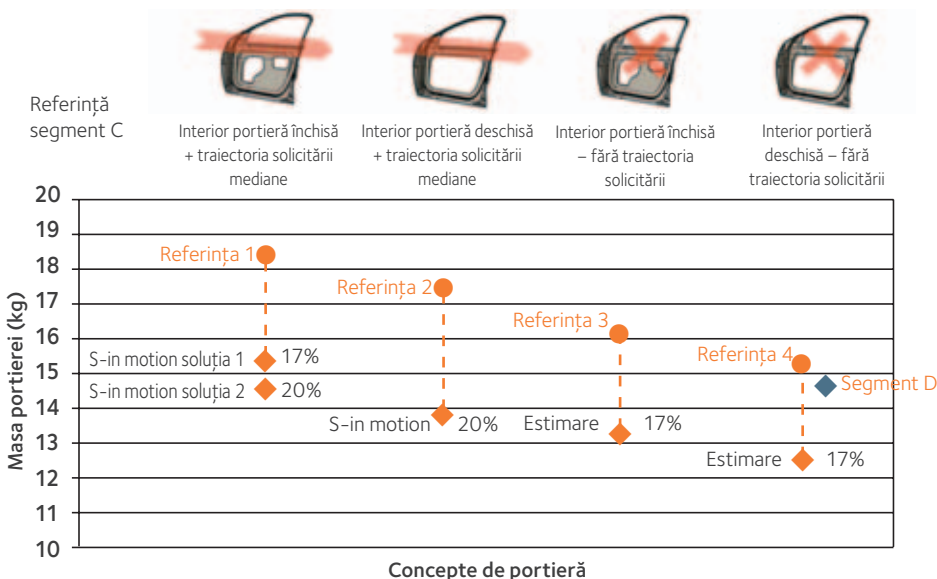 Referință
segment C
Interior portieră închisă
+ traiectoria solicitării
mediane
Interior portieră deschisă
+ traiectoria solicitării
mediane
Interior portieră închisă
– fără traiectoria
solicitării
Interior portieră
deschisă – fără
traiectoria solicitării
Masa portierei (kg)
20
19
18
17
16
15
14
13
12
11
10
Referința 1
S-in motion soluția 1 17%
S-in motion soluția 2 20%
Referința 2
S-in motion 20%
Referința 3
Estimare 17%
Referința 4
Segment D
Estimare 17%
Concepte de portieră